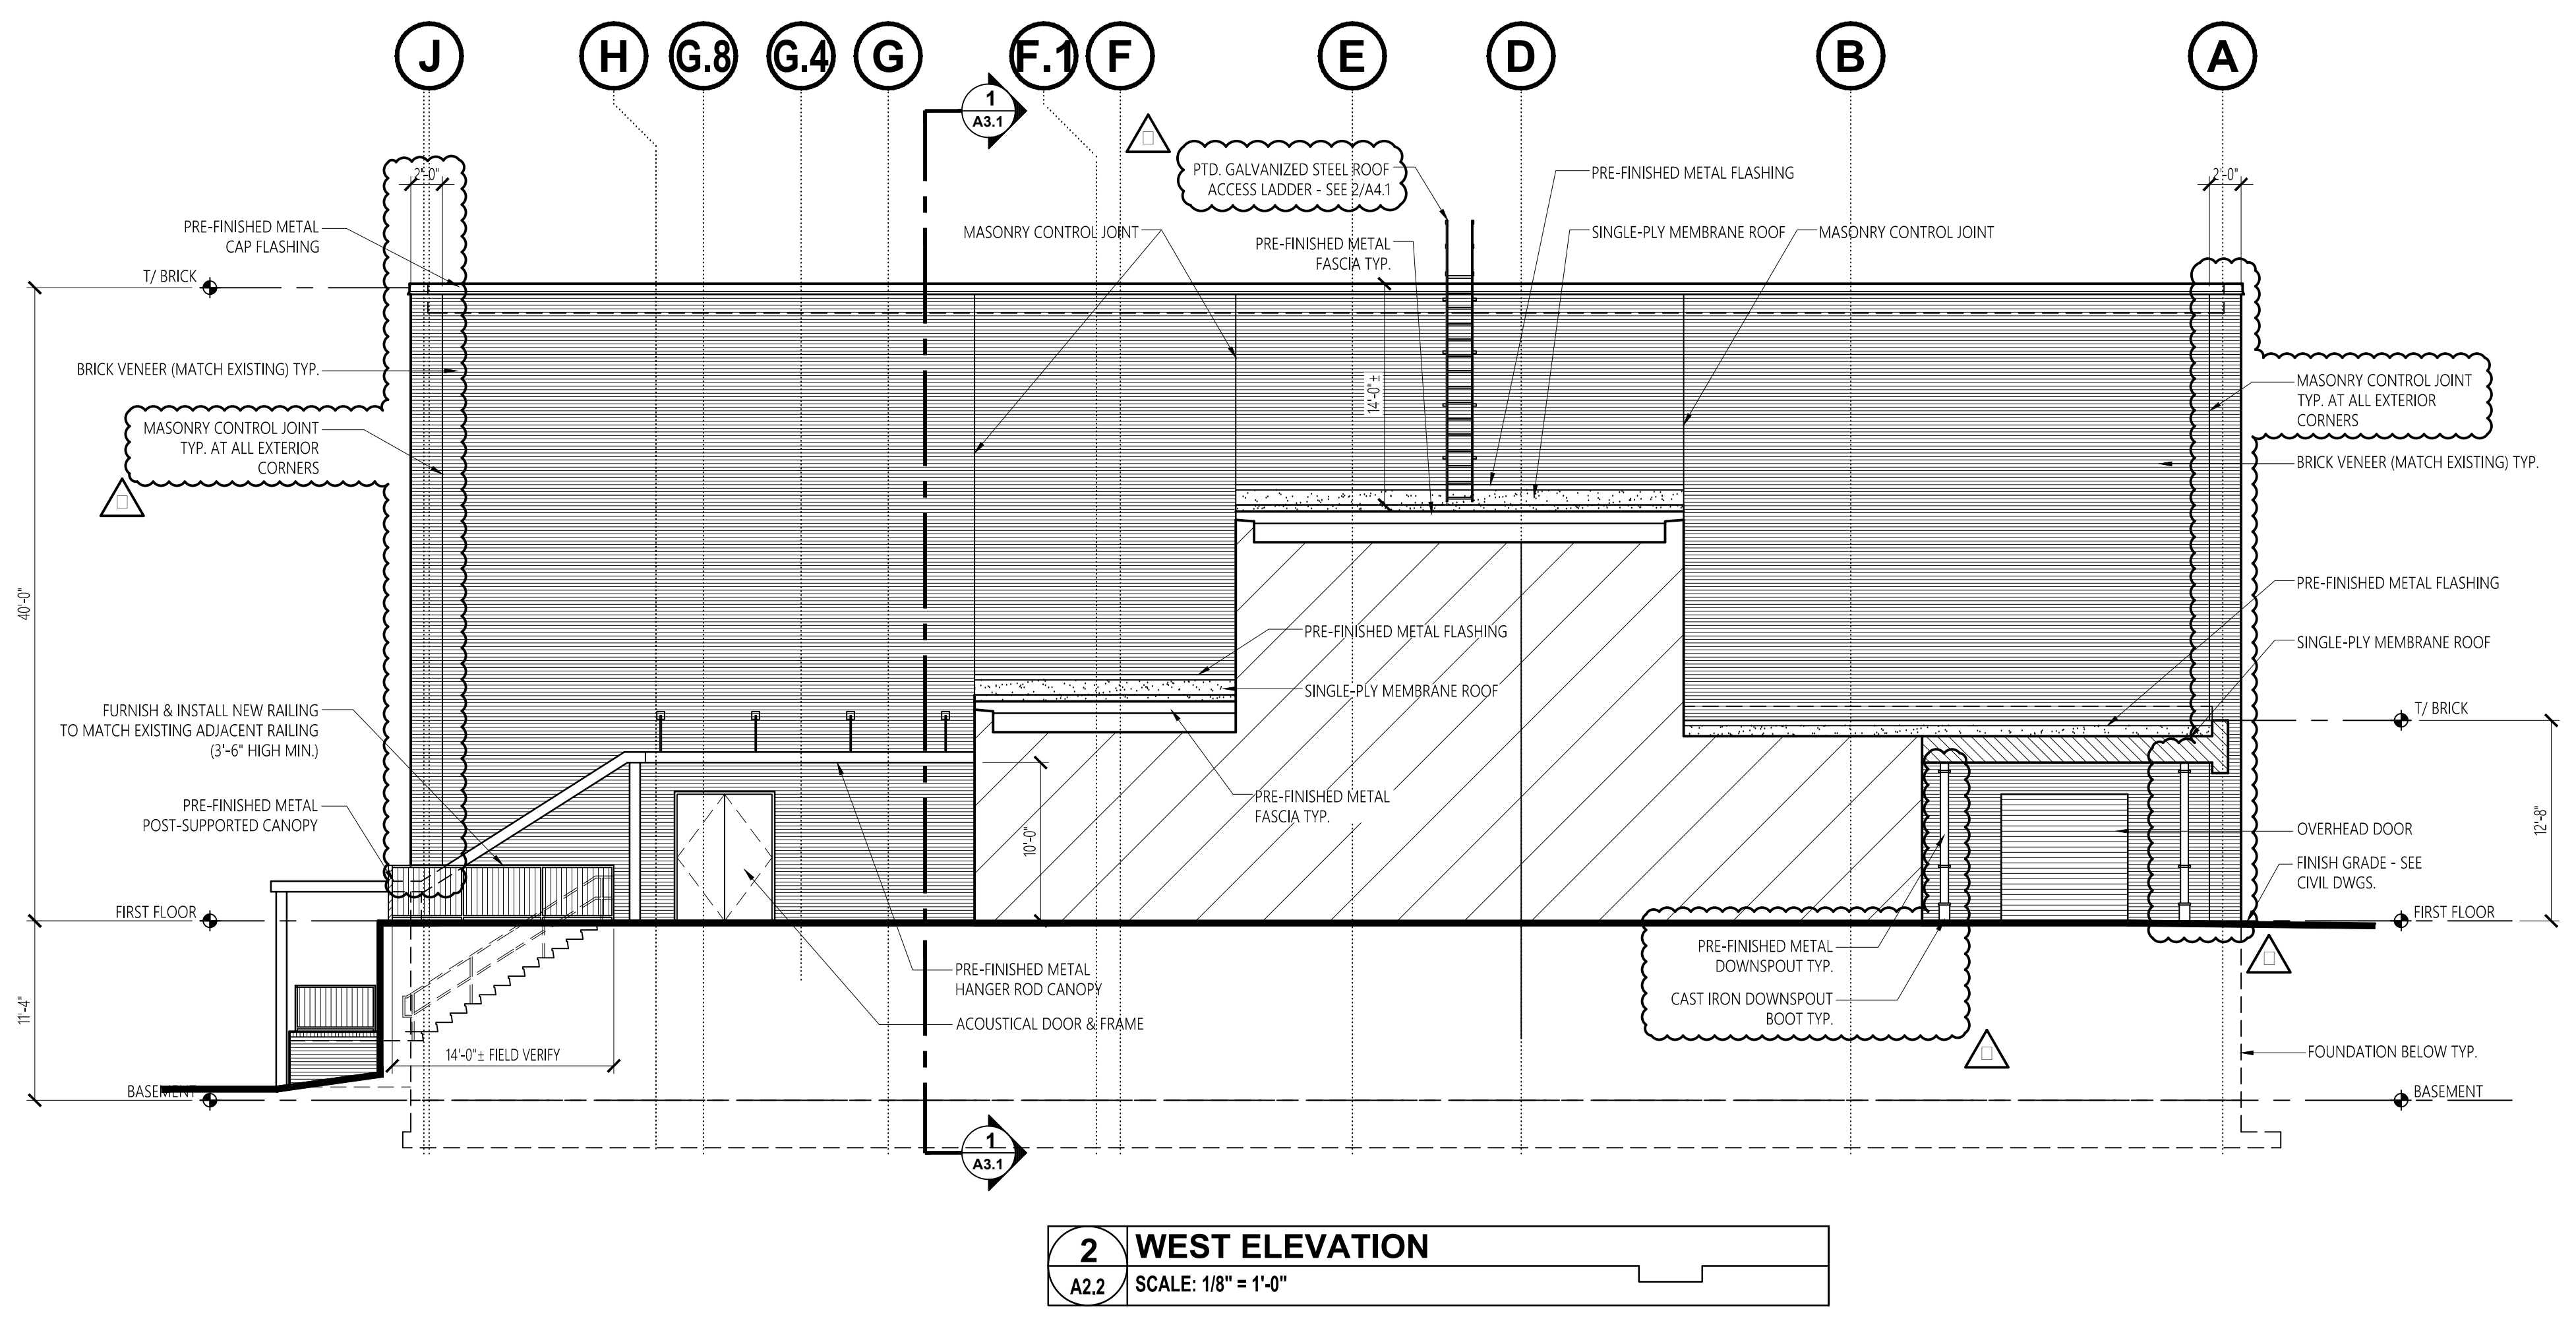 J H G.8 G.4 G F.1 F E D B A
1
A3.1
PTD. GALVANIZED STEEL ROOF
ACCESS LADDER - SEE 2/A4.1
PRE-FINISHED METAL FLASHING
2'-0"
2'-0"
PRE-FINISHED METAL
CAP FLASHING
MASONRY CONTROL JOINT
PRE-FINISHED METAL
FASCIA TYP.
SINGLE-PLY MEMBRANE ROOF
MASONRY CONTROL JOINT
T/ BRICK
BRICK VENEER (MATCH EXISTING) TYP.
14'-0" ±
MASONRY CONTROL JOINT
TYP. AT ALL EXTERIOR
CORNERS
MASONRY CONTROL JOINT
TYP. AT ALL EXTERIOR
CORNERS
BRICK VENEER (MATCH EXISTING) TYP.
40'-0"
PRE-FINISHED METAL FLASHING
PRE-FINISHED METAL FLASHING
SINGLE-PLY MEMBRANE ROOF
SINGLE-PLY MEMBRANE ROOF
FURNISH & INSTALL NEW RAILING
TO MATCH EXISTING ADJACENT RAILING
(3'-6" HIGH MIN.)
T/ BRICK
PRE-FINISHED METAL
POST-SUPPORTED CANOPY
PRE-FINISHED METAL
FASCIA TYP.
10'-0"
12'-8"
OVERHEAD DOOR
FINISH GRADE - SEE
CIVIL DWGS.
FIRST FLOOR
FIRST FLOOR
PRE-FINISHED METAL
DOWNSPOUT TYP.
PRE-FINISHED METAL
HANGER ROD CANOPY
CAST IRON DOWNSPOUT
BOOT TYP.
ACOUSTICAL DOOR & FRAME
11'-4"
14'-0"± FIELD VERIFY
FOUNDATION BELOW TYP.
BASEMENT
BASEMENT
1
A3.1
2
WEST ELEVATION
A2.2
SCALE: 1/8" = 1'-0"